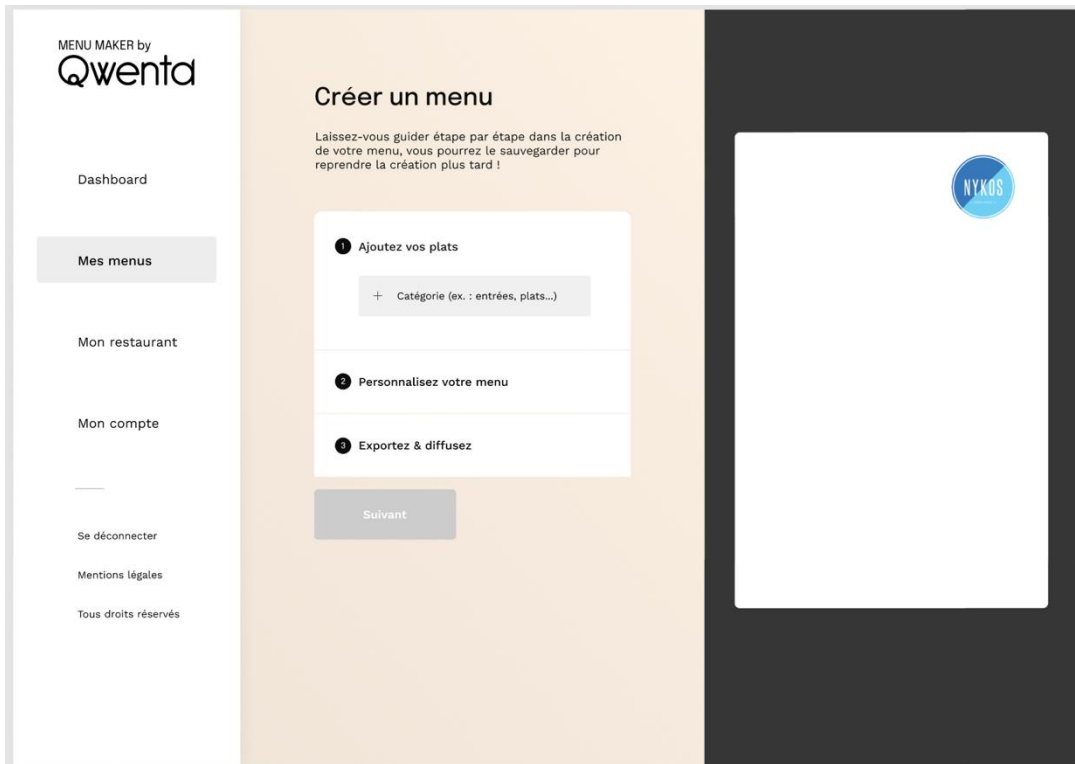 MENU MAKER by
Qwenta
Dashboard
Mes menus
Mon restaurant
Mon compte
Se déconnecter
Mentions légales
Tous droits réservés
Créer un menu
Laissez-vous guider étape par étape dans la création
de votre menu, vous pourrez le sauvegarder pour
reprendre la création plus tard !
1 Ajoutez vos plats
+ Catégorie (ex. : entrées, plats...)
2 Personnalisez votre menu
3 Exportez & diffusez
Suivant
NYKOS